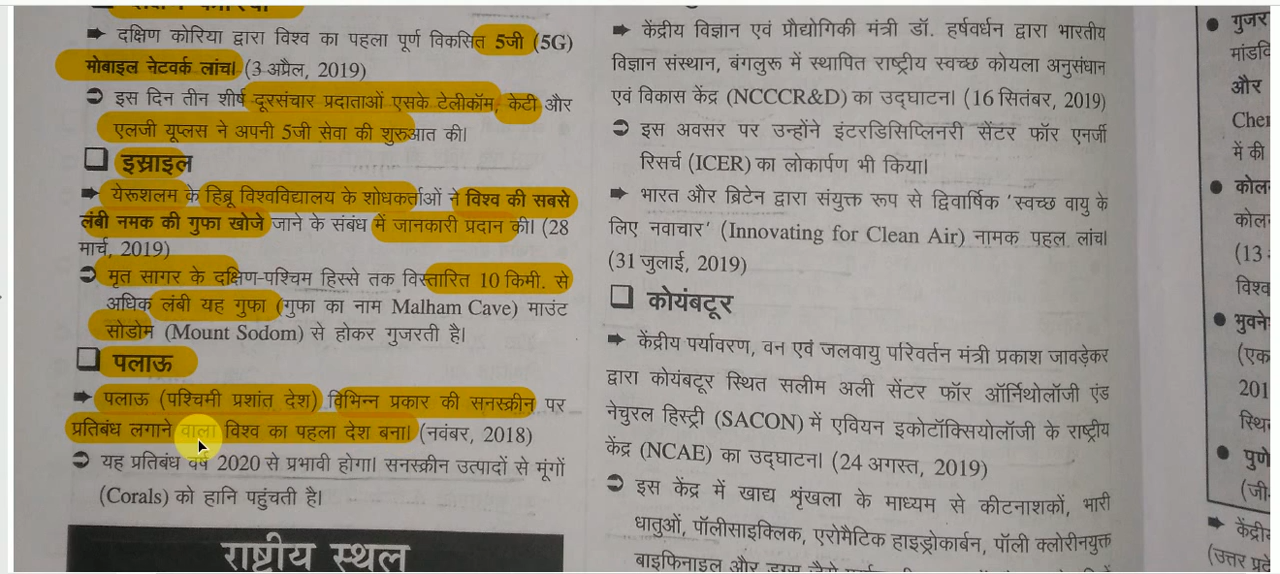 दक्षिण कोरिया
➡ दक्षिण कोरिया द्वारा विश्व का पहला पूर्ण विकसित 5जी (5G)
मोबाइल नेटवर्क लांच। (3 अप्रैल, 2019)
➲ इस दिन तीन शीर्ष दूरसंचार प्रदाताओं एसके टेलीकॉम, केटी और
एलजी यूप्लस ने अपनी 5जी सेवा की शुरुआत की।
❑ इस्राइल
➡ येरूशलम के हिब्रू विश्वविद्यालय के शोधकर्त्ताओं ने विश्व की सबसे
लंबी नमक की गुफा खोजे जाने के संबंध में जानकारी प्रदान की। (28
मार्च, 2019)
➲ मृत सागर के दक्षिण-पश्चिम हिस्से तक विस्तारित 10 किमी. से
अधिक लंबी यह गुफा (गुफा का नाम Malham Cave) माउंट
सोडोम (Mount Sodom) से होकर गुजरती है।
❑ पलाऊ
➡ पलाऊ (पश्चिमी प्रशांत देश) विभिन्न प्रकार की सनस्क्रीन पर
प्रतिबंध लगाने वाला विश्व का पहला देश बना। (नवंबर, 2018)
➲ यह प्रतिबंध वर्ष 2020 से प्रभावी होगा। सनस्क्रीन उत्पादों से मूंगों
(Corals) को हानि पहुंचती है।
राष्ट्रीय स्थल
➡ केंद्रीय विज्ञान एवं प्रौद्योगिकी मंत्री डॉ. हर्षवर्धन द्वारा भारतीय
विज्ञान संस्थान, बंगलुरू में स्थापित राष्ट्रीय स्वच्छ कोयला अनुसंधान
एवं विकास केंद्र (NCCCR&D) का उद्घाटन। (16 सितंबर, 2019)
➲ इस अवसर पर उन्होंने इंटरडिसिप्लिनरी सेंटर फॉर एनर्जी
रिसर्च (ICER) का लोकार्पण भी किया।
➡ भारत और ब्रिटेन द्वारा संयुक्त रूप से द्विवार्षिक 'स्वच्छ वायु के
लिए नवाचार' (Innovating for Clean Air) नामक पहल लांच।
(31 जुलाई, 2019)
❑ कोयंबटूर
➡ केंद्रीय पर्यावरण, वन एवं जलवायु परिवर्तन मंत्री प्रकाश जावड़ेकर
द्वारा कोयंबटूर स्थित सलीम अली सेंटर फॉर ऑर्निथोलॉजी एंड
नेचुरल हिस्ट्री (SACON) में एवियन इकोटॉक्सियोलॉजी के राष्ट्रीय
केंद्र (NCAE) का उद्घाटन। (24 अगस्त, 2019)
➲ इस केंद्र में खाद्य शृंखला के माध्यम से कीटनाशकों, भारी
धातुओं, पॉलीसाइक्लिक, एरोमैटिक हाइड्रोकार्बन, पॉली क्लोरीनयुक्त
बाइफिनाइल और ड्रग्स जैसे
● गुजर
मांडवि
और
Cher
में की
● कोल
कोल
(13
विश्व
● भुवने
(एक
201
स्थि
● पुणे
(जी
➡ केंद्री
(उत्तर प्रदे